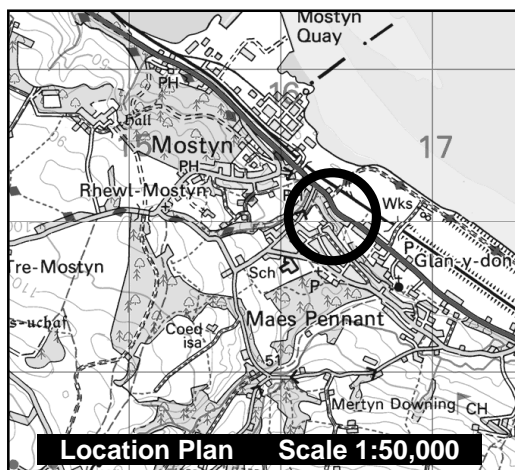 Mostyn
Quay
PH
16
Hall
15
17
Mostyn
PH
Rhewl-Mostyn
Wks
P
Glan-y-don
Tre-Mostyn
Sch
P
Maes Pennant
Coed
isa
51
Mertyn Downing
CH
Location Plan Scale 1:50,000